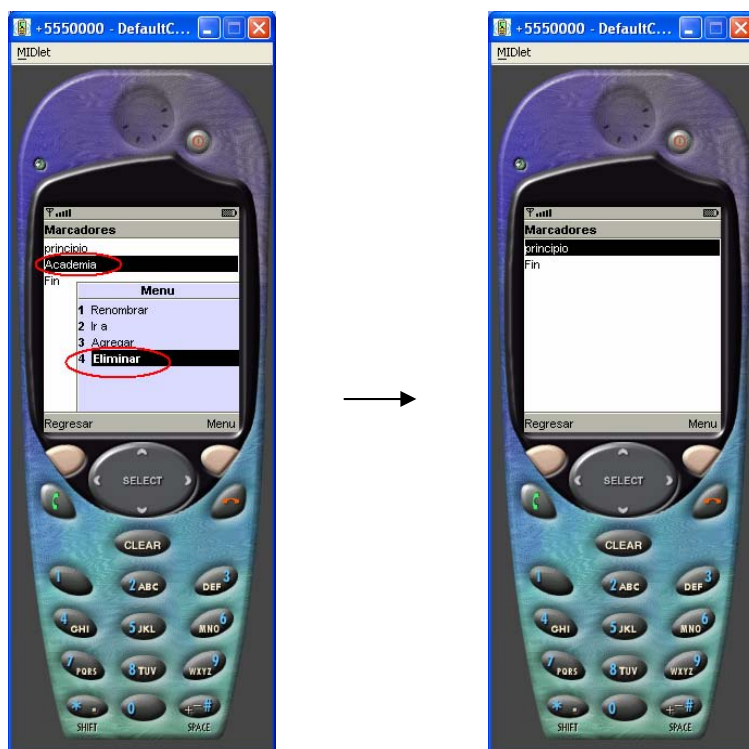 +5550000 - DefaultC...
MIDlet
Marcadores
principio
Academia
Fin
Menu
1 Renombrar
2 Ir a
3 Agregar
4 Eliminar
Regresar
Menu
SELECT
CLEAR
1
2 ABC
DEF 3
4 GHI
5 JKL
MNO 6
7 PQRS
8 TUV
WXYZ 9
* .
0
+-#
SHIFT
SPACE
+5550000 - DefaultC...
MIDlet
Marcadores
principio
Fin
Regresar
Menu
SELECT
CLEAR
1
2 ABC
DEF 3
4 GHI
5 JKL
MNO 6
7 PQRS
8 TUV
WXYZ 9
* .
0
+-#
SHIFT
SPACE